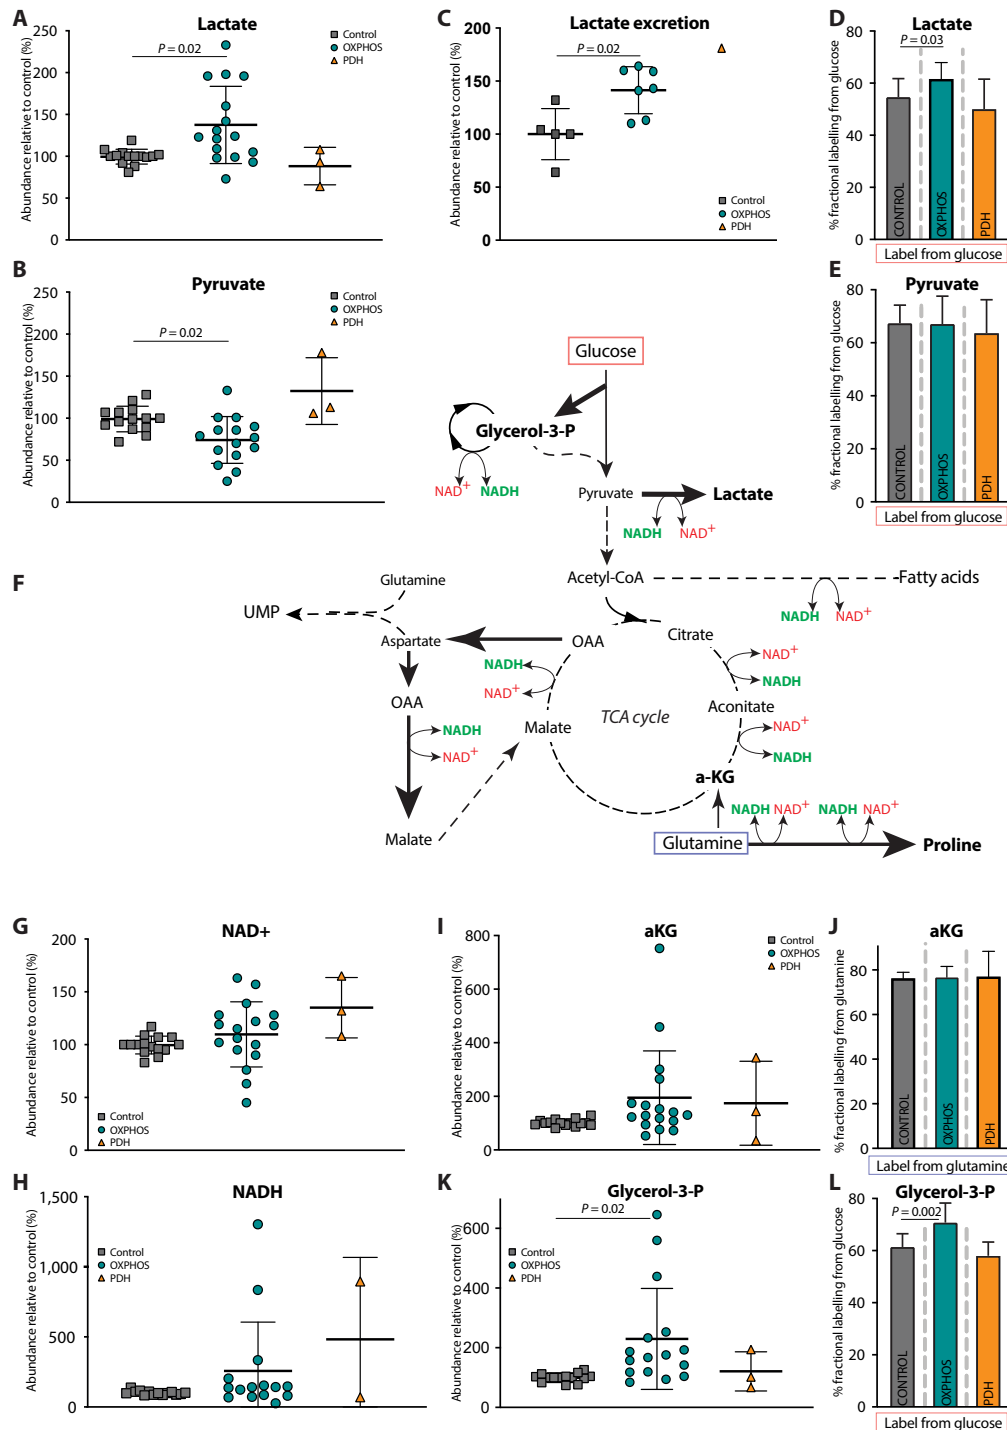 A
Lactate
Abundance relative to control (%)
250
200
150
100
50
0
P = 0.02
Control
OXPHOS
PDH
C
Lactate excretion
Abundance relative to control (%)
200
150
100
50
0
P = 0.02
Control
OXPHOS
PDH
D
Lactate
% fractional labelling from glucose
80
60
40
20
0
P = 0.03
CONTROL
OXPHOS
PDH
Label from glucose
B
Pyruvate
Abundance relative to control (%)
250
200
150
100
50
0
P = 0.02
Control
OXPHOS
PDH
E
Pyruvate
% fractional labelling from glucose
80
60
40
20
0
CONTROL
OXPHOS
PDH
Label from glucose
F
Glucose
Glycerol-3-P
NAD+
NADH
Pyruvate
Lactate
NADH
NAD+
Acetyl-CoA
Fatty acids
NADH
NAD+
Glutamine
UMP
Aspartate
OAA
Citrate
NADH
NAD+
NAD+
NADH
OAA
TCA cycle
Aconitate
NADH
NAD+
Malate
NAD+
NADH
a-KG
Malate
NADH
NAD+
NADH
NAD+
Glutamine
Proline
G
NAD+
Abundance relative to control (%)
200
150
100
50
0
Control
OXPHOS
PDH
I
aKG
Abundance relative to control (%)
800
600
400
200
0
Control
OXPHOS
PDH
J
aKG
% fractional labelling from glutamine
80
60
40
20
0
CONTROL
OXPHOS
PDH
Label from glutamine
H
NADH
Abundance relative to control (%)
1,500
1,000
500
0
Control
OXPHOS
PDH
K
Glycerol-3-P
Abundance relative to control (%)
600
400
200
0
P = 0.02
Control
OXPHOS
PDH
L
Glycerol-3-P
% fractional labelling from glucose
80
60
40
20
0
P = 0.002
CONTROL
OXPHOS
PDH
Label from glucose